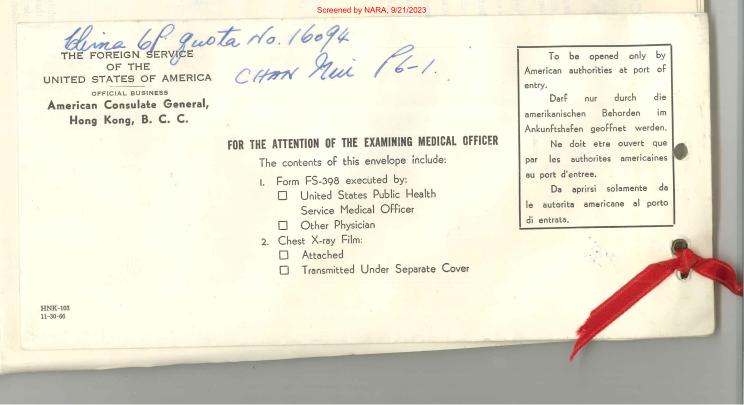 Screened by NARA, 9/21/2023
quota No. 16094
CHAN Mui P6-1.
THE FOREIGN SERVICE
OF THE
UNITED STATES OF AMERICA
OFFICIAL BUSINESS
American Consulate General,
Hong Kong, B. C. C.
FOR THE ATTENTION OF THE EXAMINING MEDICAL OFFICER
The contents of this envelope include:
1. Form FS-398 executed by:
United States Public Health
Service Medical Officer
Other Physician
2. Chest X-ray Film:
Attached
Transmitted Under Separate Cover
To be opened only by
American authorities at port of
entry.
Darf nur durch die
amerikanischen Behorden im
Ankunftshafen geoffnet werden.
Ne doit etre ouvert que
par les authorites americaines
au port d'entree.
Da aprirsi solamente da
le autorita americane al porto
di entrata.
HNK-103
11-30-66